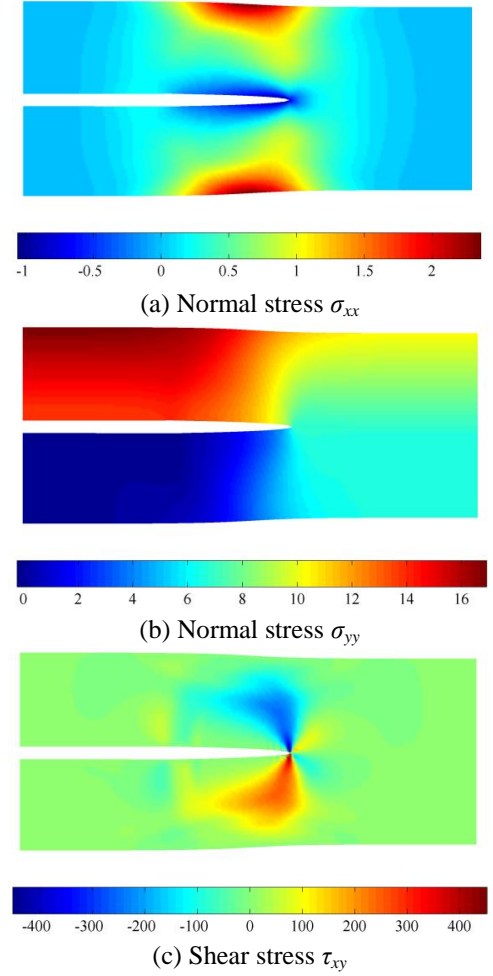 -1 -0.5 0 0.5 1 1.5 2
(a) Normal stress σxx
0 2 4 6 8 10 12 14 16
(b) Normal stress σyy
-400 -300 -200 -100 0 100 200 300 400
(c) Shear stress τxy